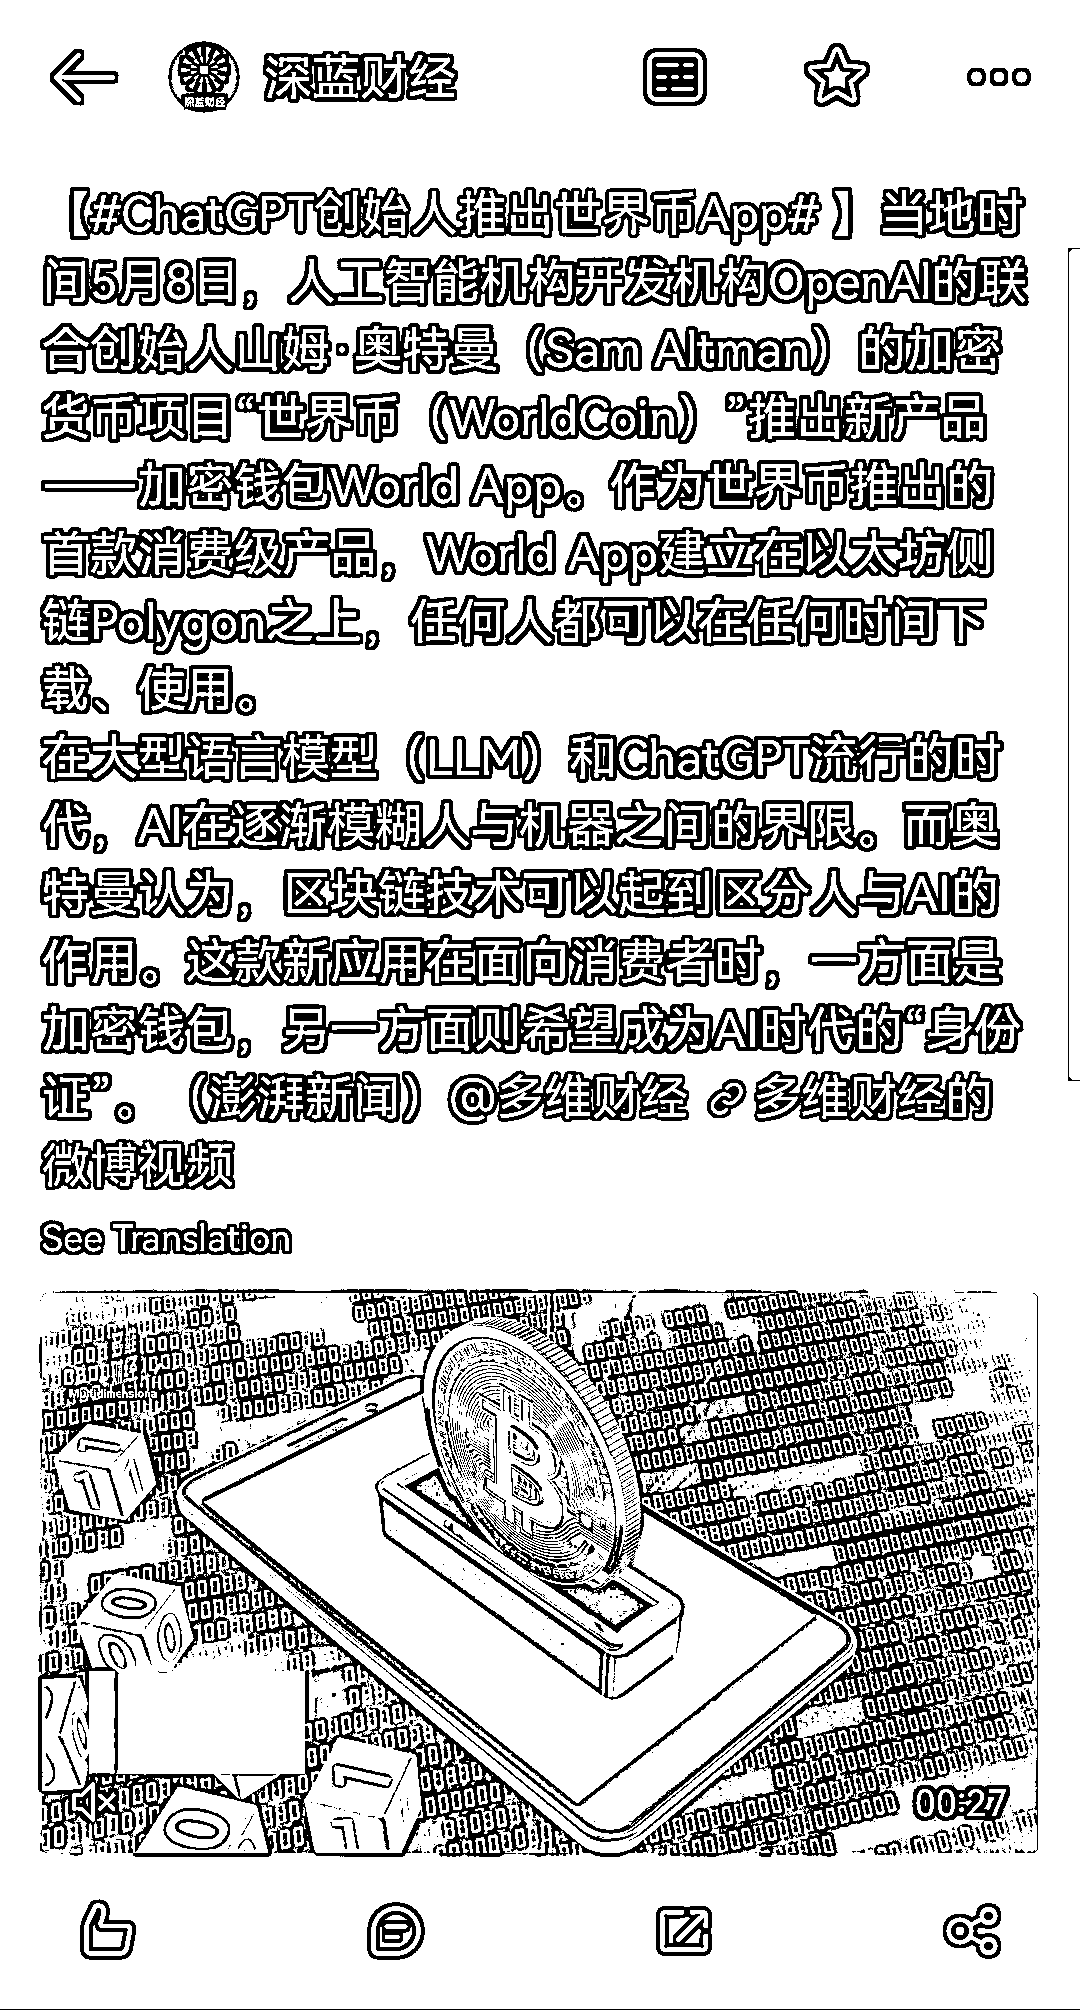 深蓝财经
【#ChatGPT创始人推出世界币App# 】当地时
间5月8日，人工智能机构开发机构OpenAI的联
合创始人山姆·奥特曼（Sam Altman）的加密
货币项目“世界币（WorldCoin）”推出新产品
——加密钱包World App。作为世界币推出的
首款消费级产品，World App建立在以太坊侧
链Polygon之上，任何人都可以在任何时间下
载、使用。
在大型语言模型（LLM）和ChatGPT流行的时
代，AI在逐渐模糊人与机器之间的界限。而奥
特曼认为，区块链技术可以起到区分人与AI的
作用。这款新应用在面向消费者时，一方面是
加密钱包，另一方面则希望成为AI时代的“身份
证”。（澎湃新闻）@多维财经 多维财经的
微博视频
See Translation
00:27